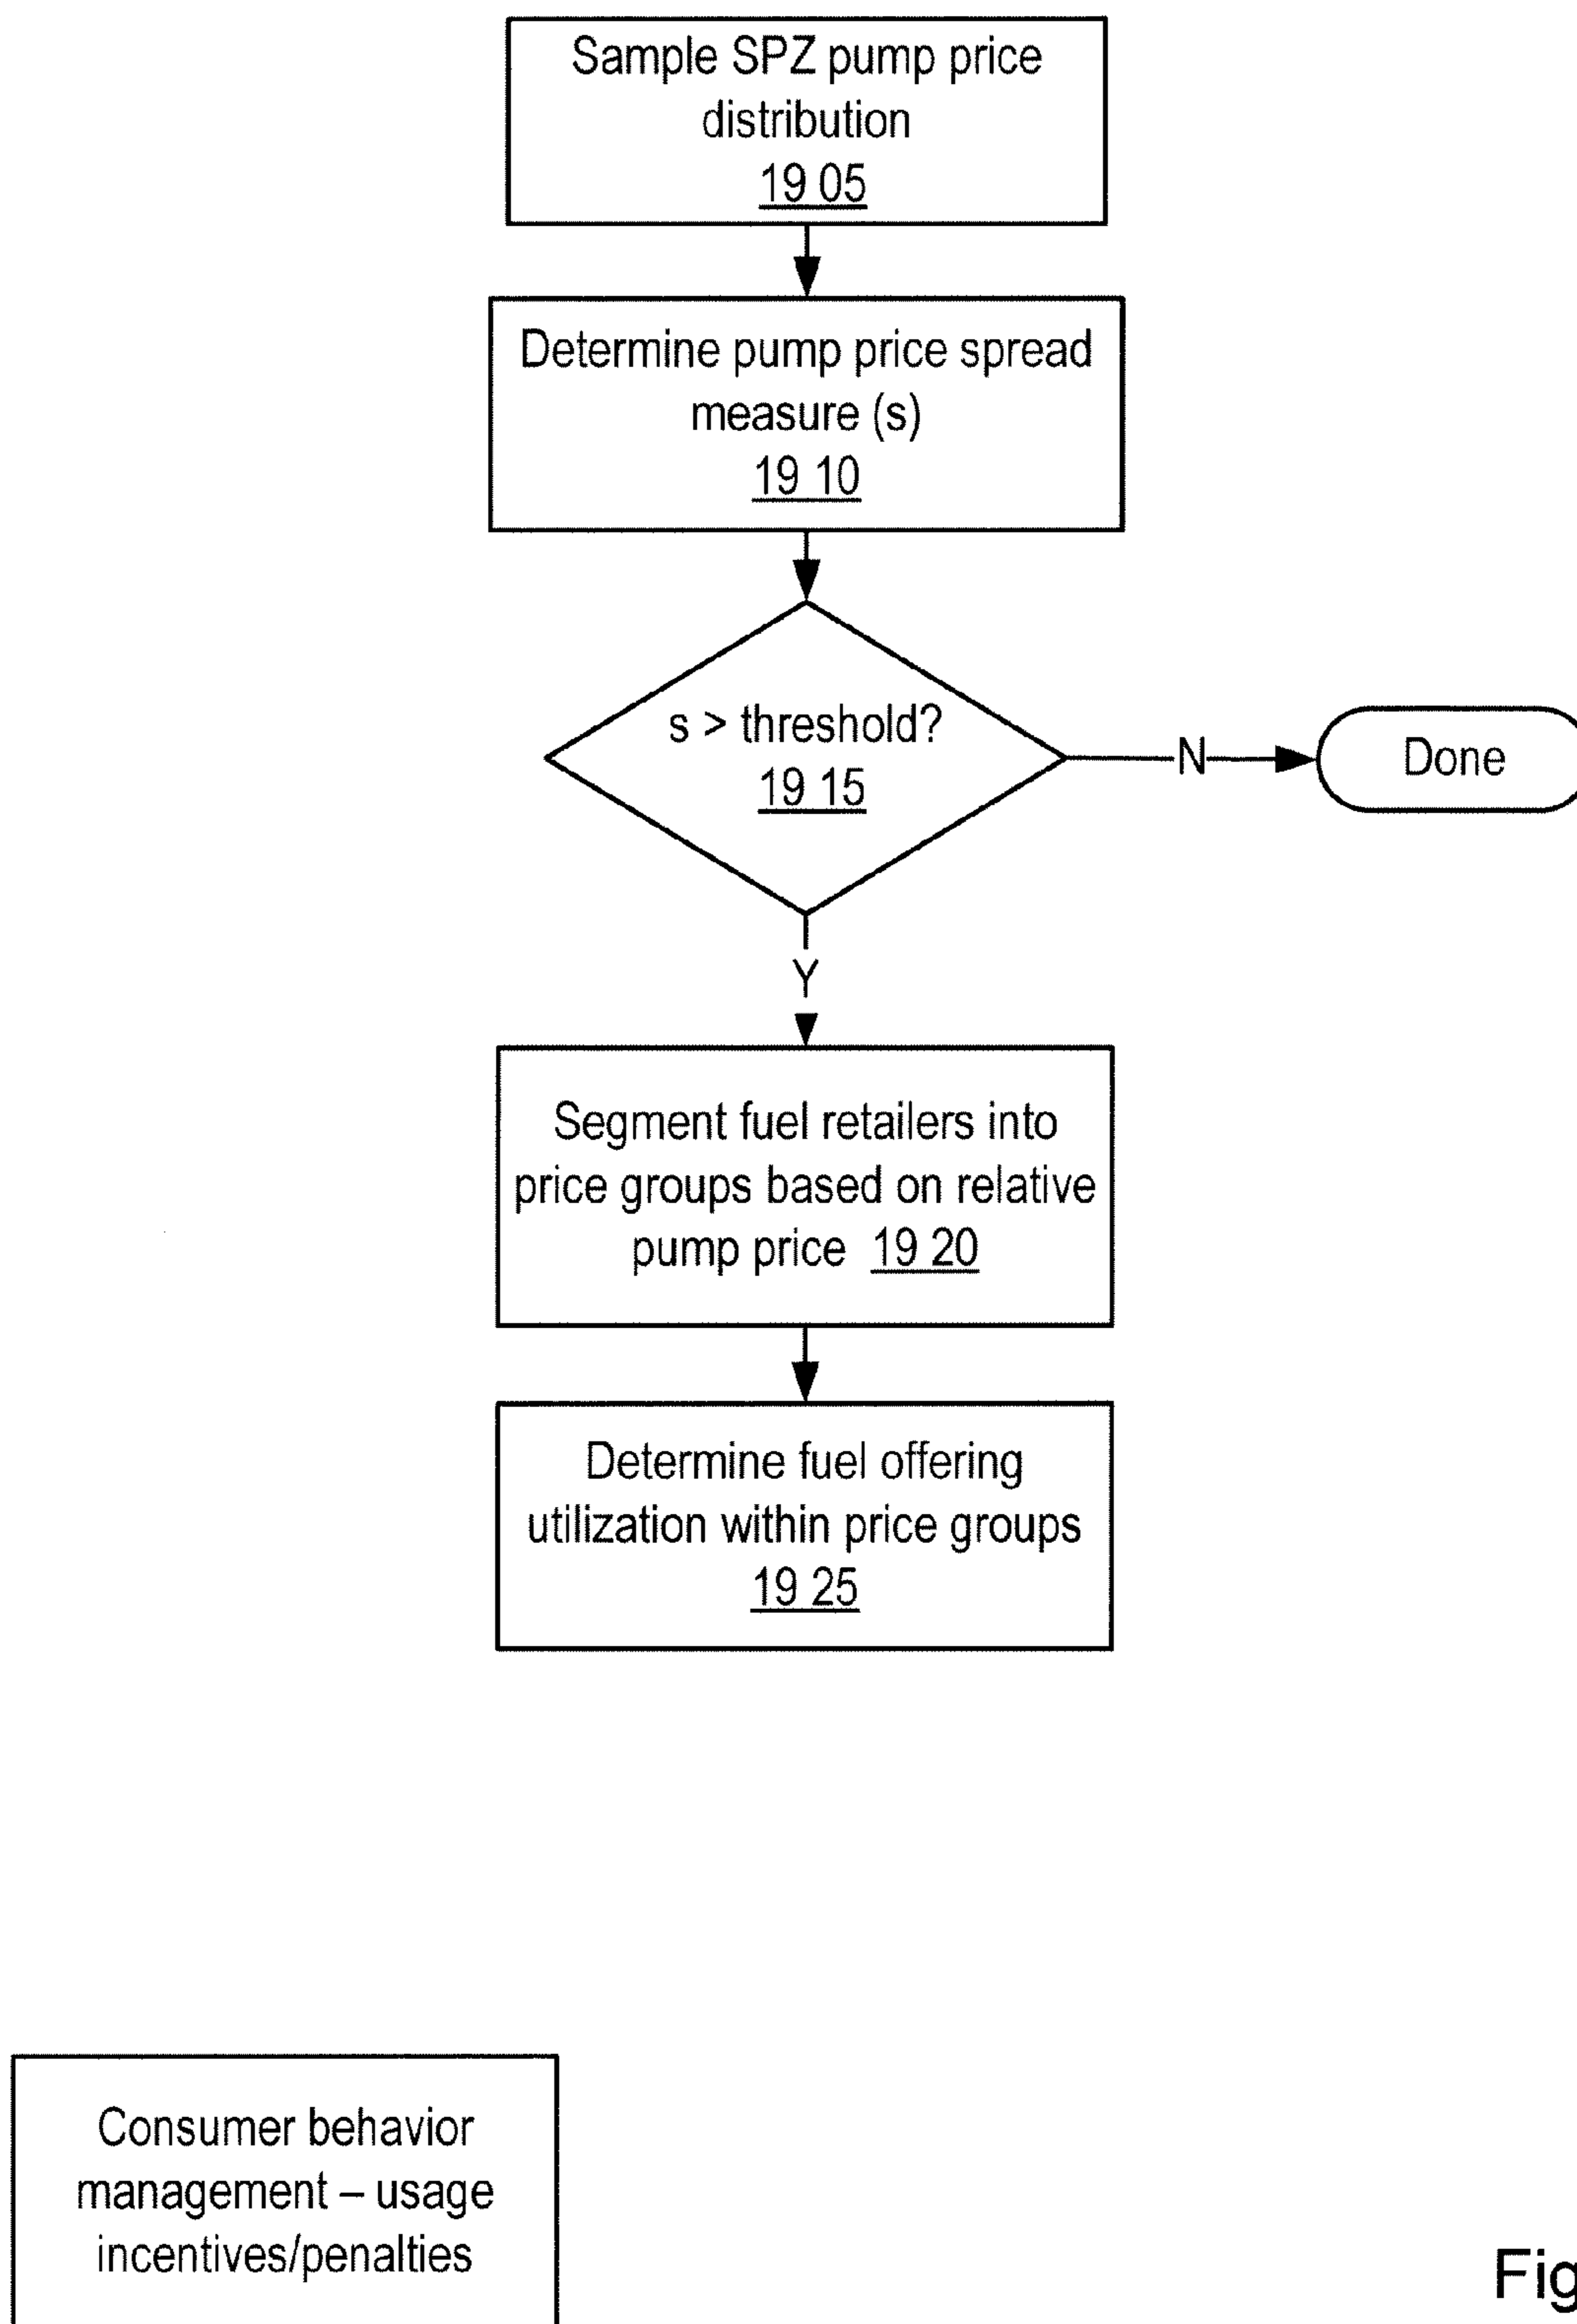 Sample SPZ pump price
distribution
19 05
Determine pump price spread
measure (s)
19 10
s > threshold?
19 15
N
Done
Y
Segment fuel retailers into
price groups based on relative
pump price 19 20
Determine fuel offering
utilization within price groups
19 25
Consumer behavior
management – usage
incentives/penalties
Fig